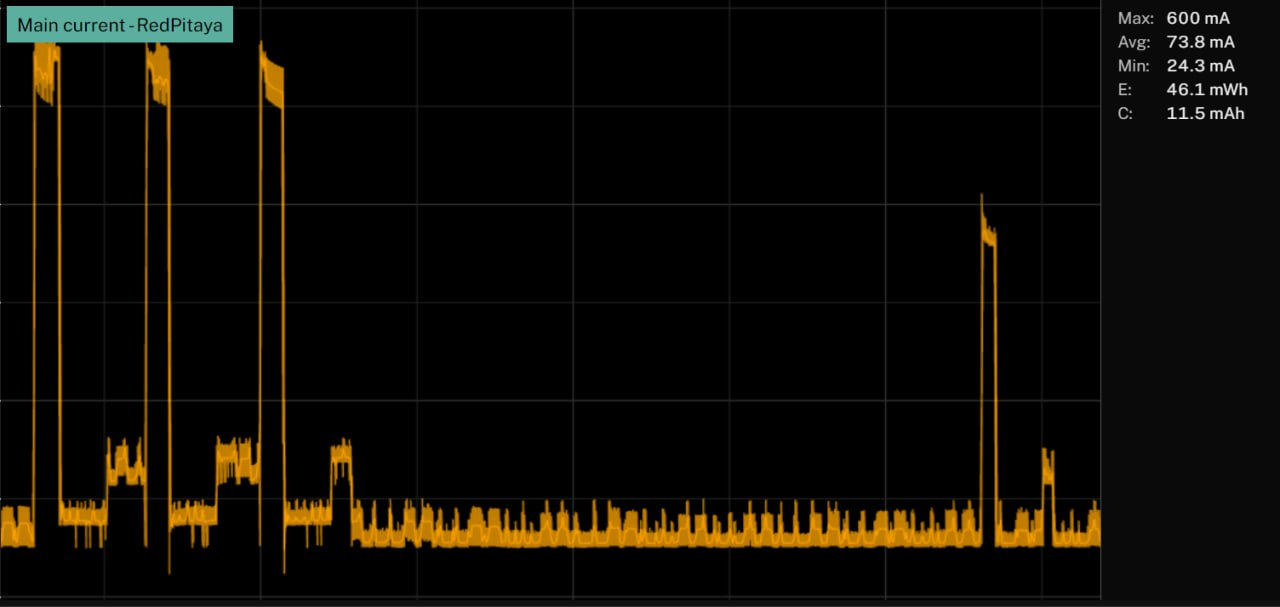 Main current - RedPitaya
Max: 600 mA
Avg: 73.8 mA
Min: 24.3 mA
E: 46.1 mWh
C: 11.5 mAh